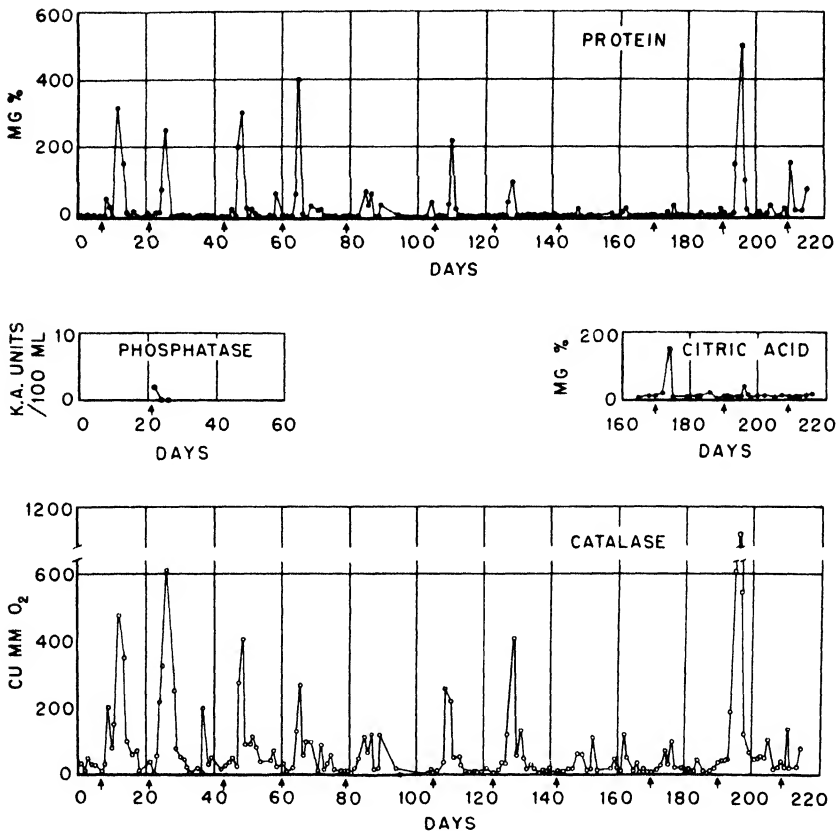 PROTEIN
MG %
600
400
200
0
0 20 40 60 80 100 120 140 160 180 200 220
DAYS
PHOSPHATASE
K.A. UNITS
/100 ML
10
0
0 20 40 60
DAYS
CITRIC ACID
MG %
200
0
160 180 200 220
DAYS
CATALASE
CU MM O₂
1200
600
400
200
0
0 20 40 60 80 100 120 140 160 180 200 220
DAYS